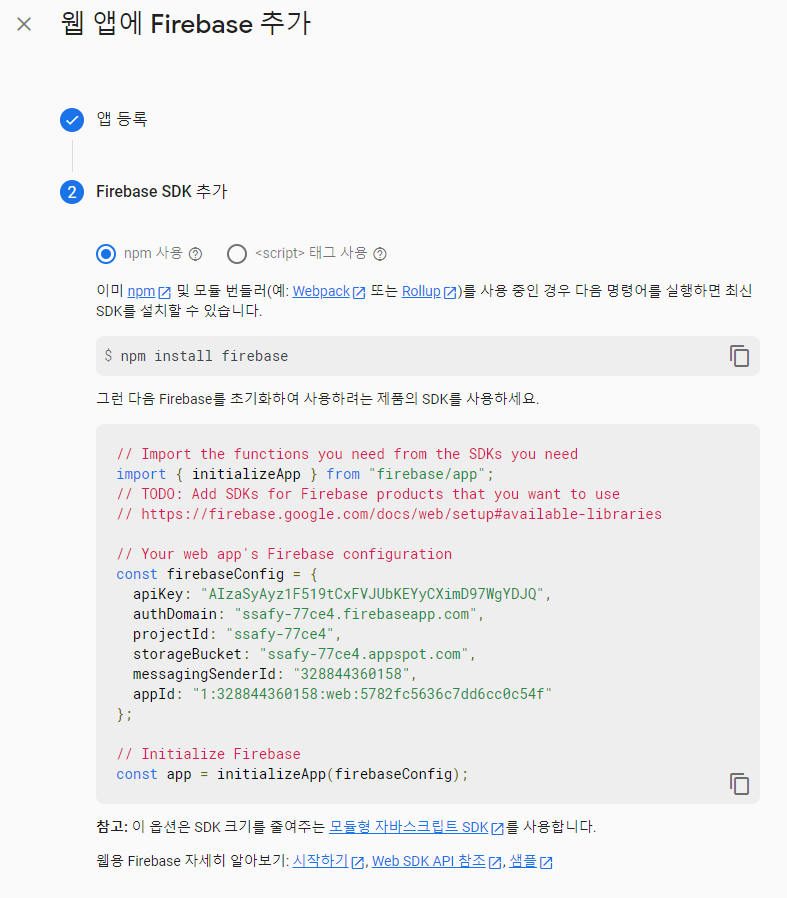 웹 앱에 Firebase 추가
앱 등록
2 Firebase SDK 추가
npm 사용 <script> 태그 사용
이미 npm 및 모듈 번들러(예: Webpack 또는 Rollup)를 사용 중인 경우 다음 명령어를 실행하면 최신
SDK를 설치할 수 있습니다.
$ npm install firebase
그런 다음 Firebase를 초기화하여 사용하려는 제품의 SDK를 사용하세요.
// Import the functions you need from the SDKs you need
import { initializeApp } from "firebase/app";
// TODO: Add SDKs for Firebase products that you want to use
// https://firebase.google.com/docs/web/setup#available-libraries
// Your web app's Firebase configuration
const firebaseConfig = {
apiKey: "AIzaSyAyz1F519tCxFVJUbKEYyCXimD97WgYDJQ",
authDomain: "ssafy-77ce4.firebaseapp.com",
projectId: "ssafy-77ce4",
storageBucket: "ssafy-77ce4.appspot.com",
messagingSenderId: "328844360158",
appId: "1:328844360158:web:5782fc5636c7dd6cc0c54f"
};
// Initialize Firebase
const app = initializeApp(firebaseConfig);
참고: 이 옵션은 SDK 크기를 줄여주는 모듈형 자바스크립트 SDK를 사용합니다.
웹용 Firebase 자세히 알아보기: 시작하기, Web SDK API 참조, 샘플